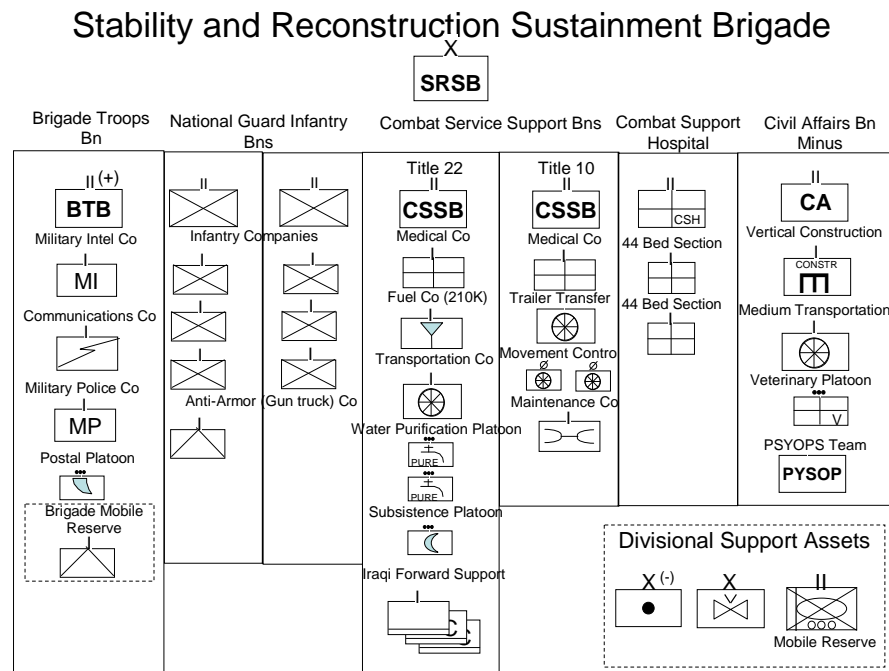 Stability and Reconstruction Sustainment Brigade
X
SRSB
Brigade Troops
Bn
National Guard Infantry
Bns
Combat Service Support Bns
Combat Support
Hospital
Civil Affairs Bn
Minus
II (+)
BTB
Military Intel Co
I
MI
Communications Co
I
Military Police Co
I
MP
Postal Platoon
Brigade Mobile
Reserve
I
II
II
Infantry Companies
I
I
I
I
I
I
Anti-Armor (Gun truck) Co
I
Title 22
II
CSSB
Medical Co
I
Fuel Co (210K)
I
Transportation Co
I
Water Purification Platoon
PURE
PURE
Subsistence Platoon
Iraqi Forward Support
I
C
C
Title 10
II
CSSB
Medical Co
I
Trailer Transfer
I
Movement Contro
Ø
Ø
Maintenance Co
I
II
CSH
44 Bed Section
I
44 Bed Section
I
II
CA
Vertical Construction
I
CONSTR
Medium Transportation
I
Veterinary Platoon
V
PSYOPS Team
PYSOP
Divisional Support Assets
X (-)
X
II
Mobile Reserve